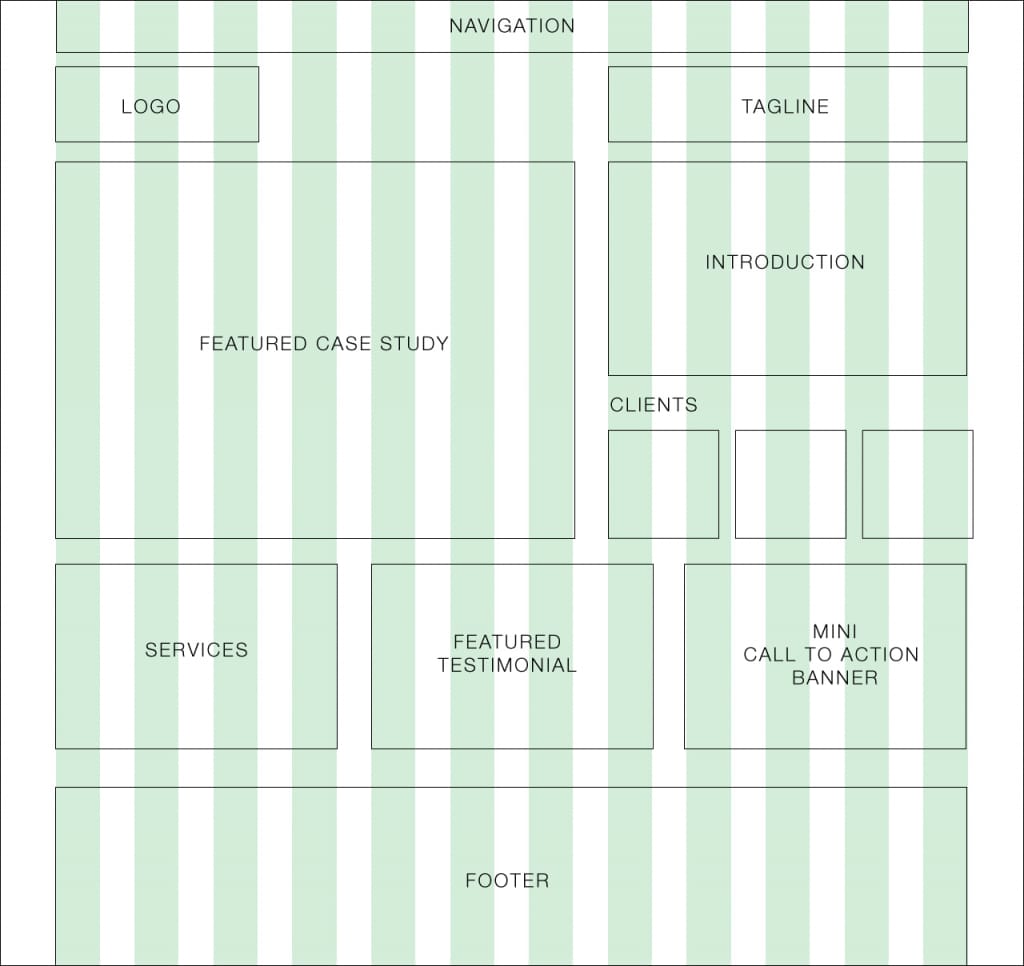 NAVIGATION
LOGO
TAGLINE
INTRODUCTION
FEATURED CASE STUDY
CLIENTS
SERVICES
FEATURED
TESTIMONIAL
MINI
CALL TO ACTION
BANNER
FOOTER